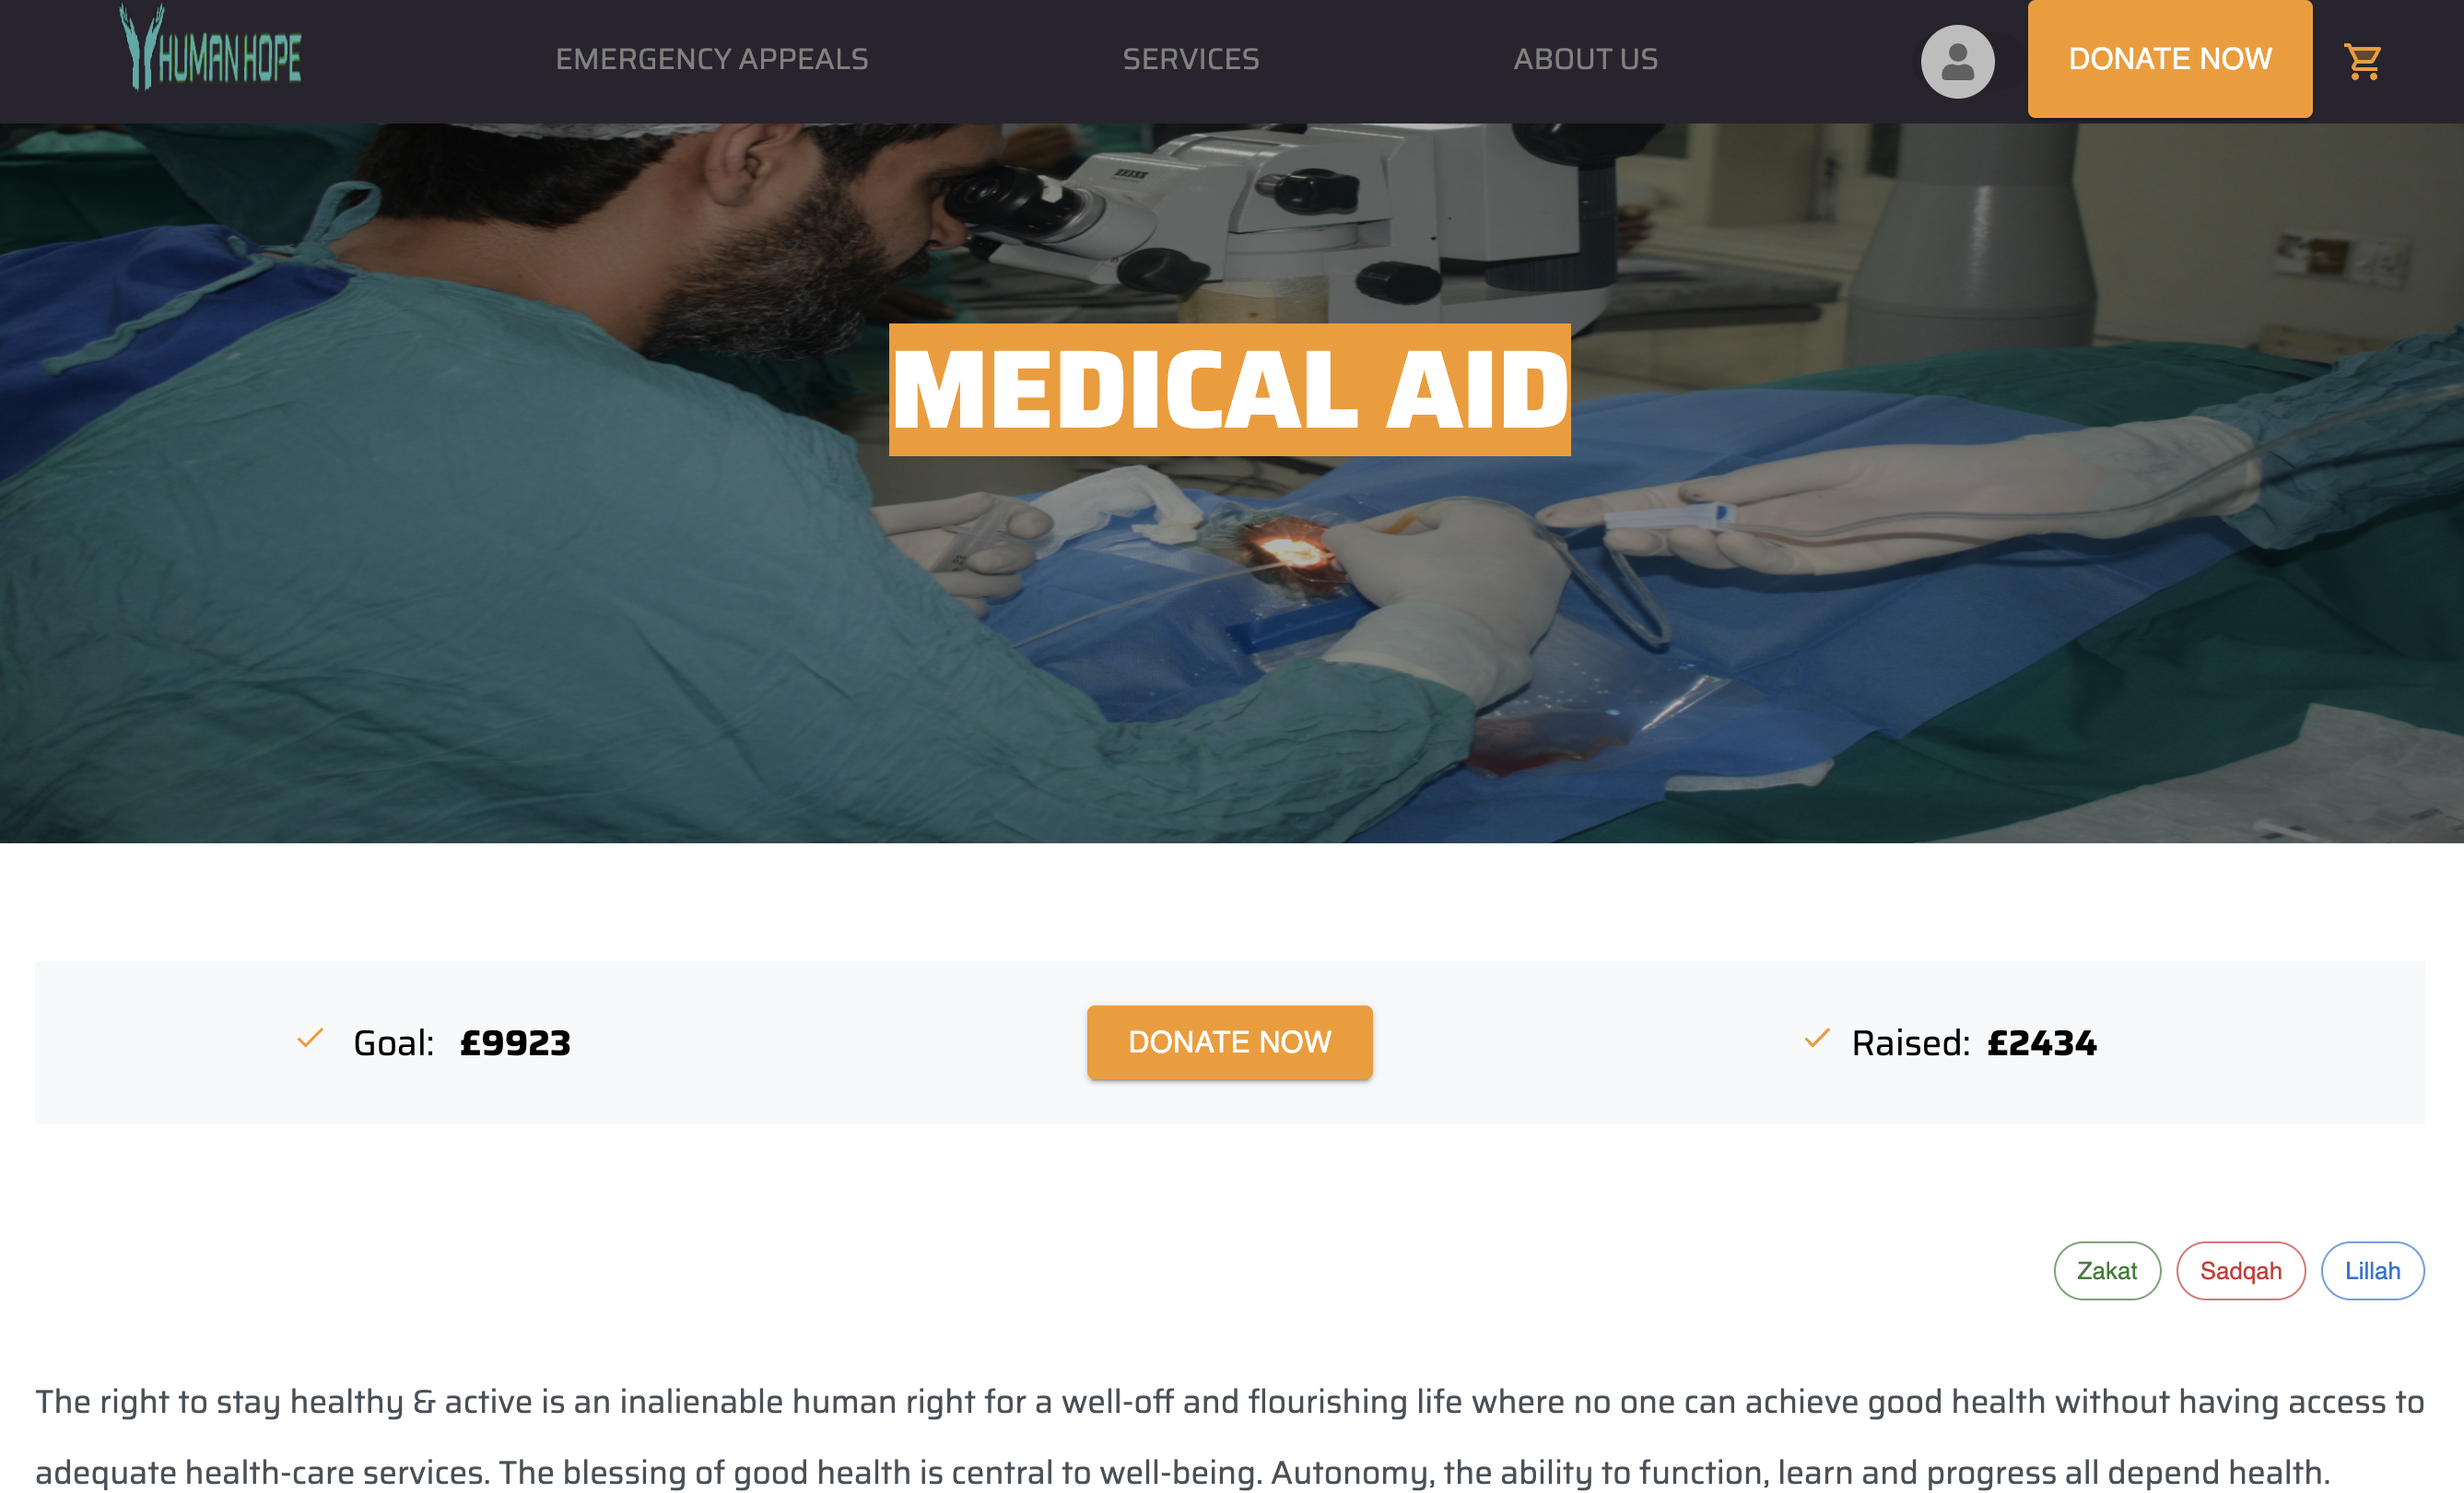 HUMAN HOPE
EMERGENCY APPEALS
SERVICES
ABOUT US
DONATE NOW
ZEISS
MEDICAL AID
Goal: £9923
DONATE NOW
Raised: £2434
Zakat
Sadqah
Lillah
The right to stay healthy & active is an inalienable human right for a well-off and flourishing life where no one can achieve good health without having access to
adequate health-care services. The blessing of good health is central to well-being. Autonomy, the ability to function, learn and progress all depend health.